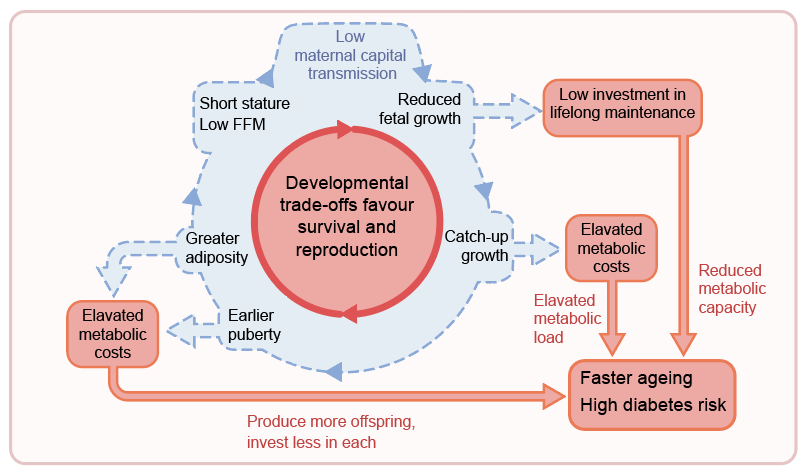 Low
maternal capital
transmission
Short stature
Low FFM
Reduced
fetal growth
Low investment in
lifelong maintenance
Developmental
trade-offs favour
survival and
reproduction
Greater
adiposity
Catch-up
growth
Elavated
metabolic
costs
Reduced
metabolic
capacity
Elavated
metabolic
load
Elavated
metabolic
costs
Earlier
puberty
Faster ageing
High diabetes risk
Produce more offspring,
invest less in each